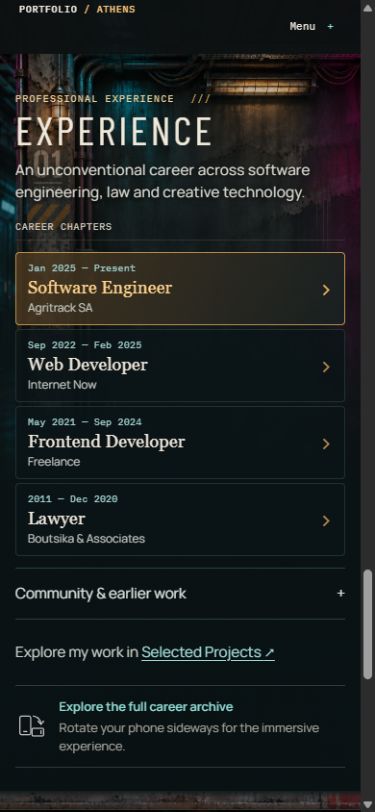 PORTFOLIO / ATHENS
Menu +
PROFESSIONAL EXPERIENCE ///
EXPERIENCE
01
An unconventional career across software
engineering, law and creative technology.
CAREER CHAPTERS
Jan 2025 — Present
Software Engineer
Agritrack SA
Sep 2022 — Feb 2025
Web Developer
Internet Now
May 2021 — Sep 2024
Frontend Developer
Freelance
2011 — Dec 2020
Lawyer
Boutsika & Associates
Community & earlier work +
Explore my work in Selected Projects ↗
Explore the full career archive
Rotate your phone sideways for the immersive
experience.